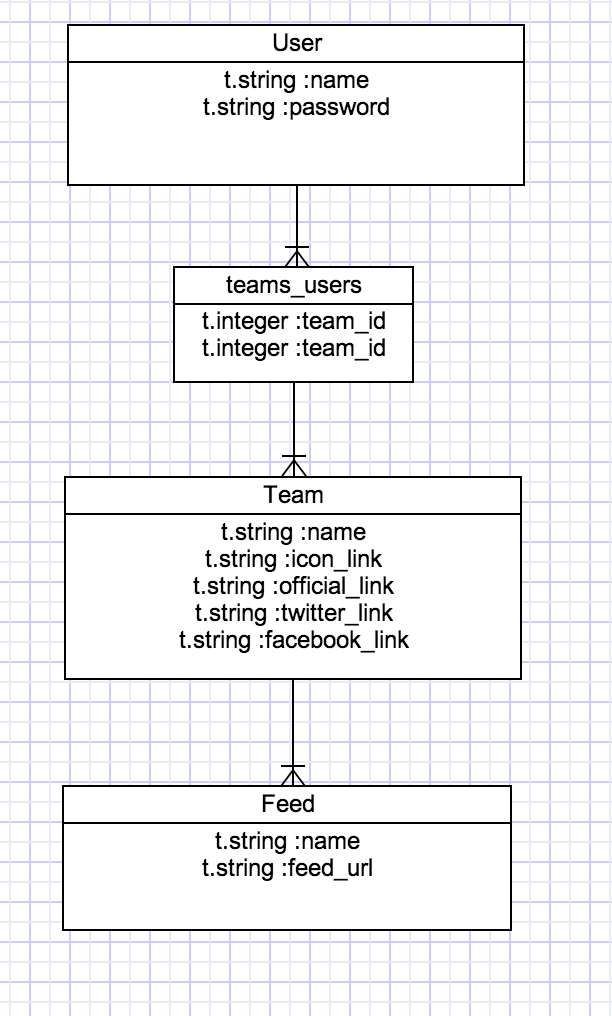 User
t.string :name
t.string :password
teams_users
t.integer :team_id
t.integer :team_id
Team
t.string :name
t.string :icon_link
t.string :official_link
t.string :twitter_link
t.string :facebook_link
Feed
t.string :name
t.string :feed_url